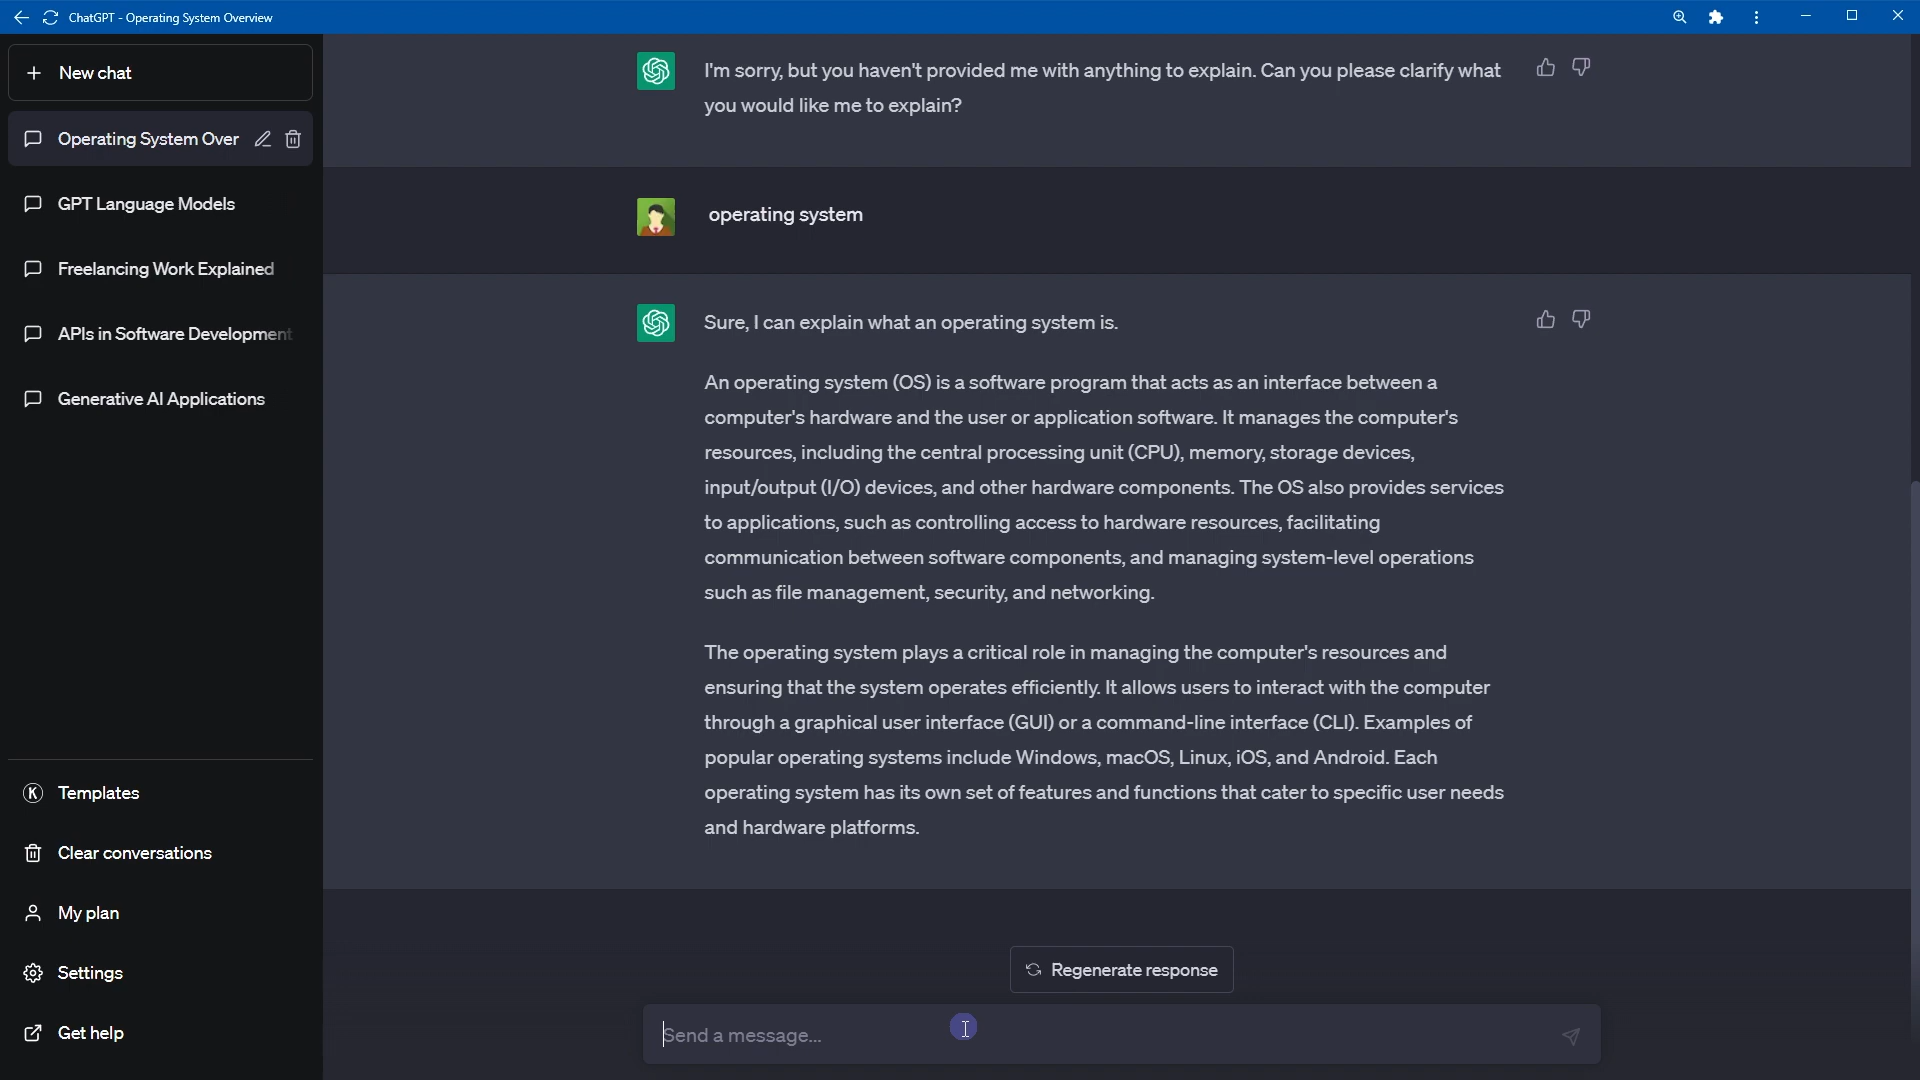 ChatGPT - Operating System Overview
New chat
Operating System Over
GPT Language Models
Freelancing Work Explained
APIs in Software Development
Generative AI Applications
Templates
Clear conversations
My plan
Settings
Get help
I'm sorry, but you haven't provided me with anything to explain. Can you please clarify what
you would like me to explain?
operating system
Sure, I can explain what an operating system is.
An operating system (OS) is a software program that acts as an interface between a
computer's hardware and the user or application software. It manages the computer's
resources, including the central processing unit (CPU), memory, storage devices,
input/output (I/O) devices, and other hardware components. The OS also provides services
to applications, such as controlling access to hardware resources, facilitating
communication between software components, and managing system-level operations
such as file management, security, and networking.
The operating system plays a critical role in managing the computer's resources and
ensuring that the system operates efficiently. It allows users to interact with the computer
through a graphical user interface (GUI) or a command-line interface (CLI). Examples of
popular operating systems include Windows, macOS, Linux, iOS, and Android. Each
operating system has its own set of features and functions that cater to specific user needs
and hardware platforms.
Regenerate response
Send a message...